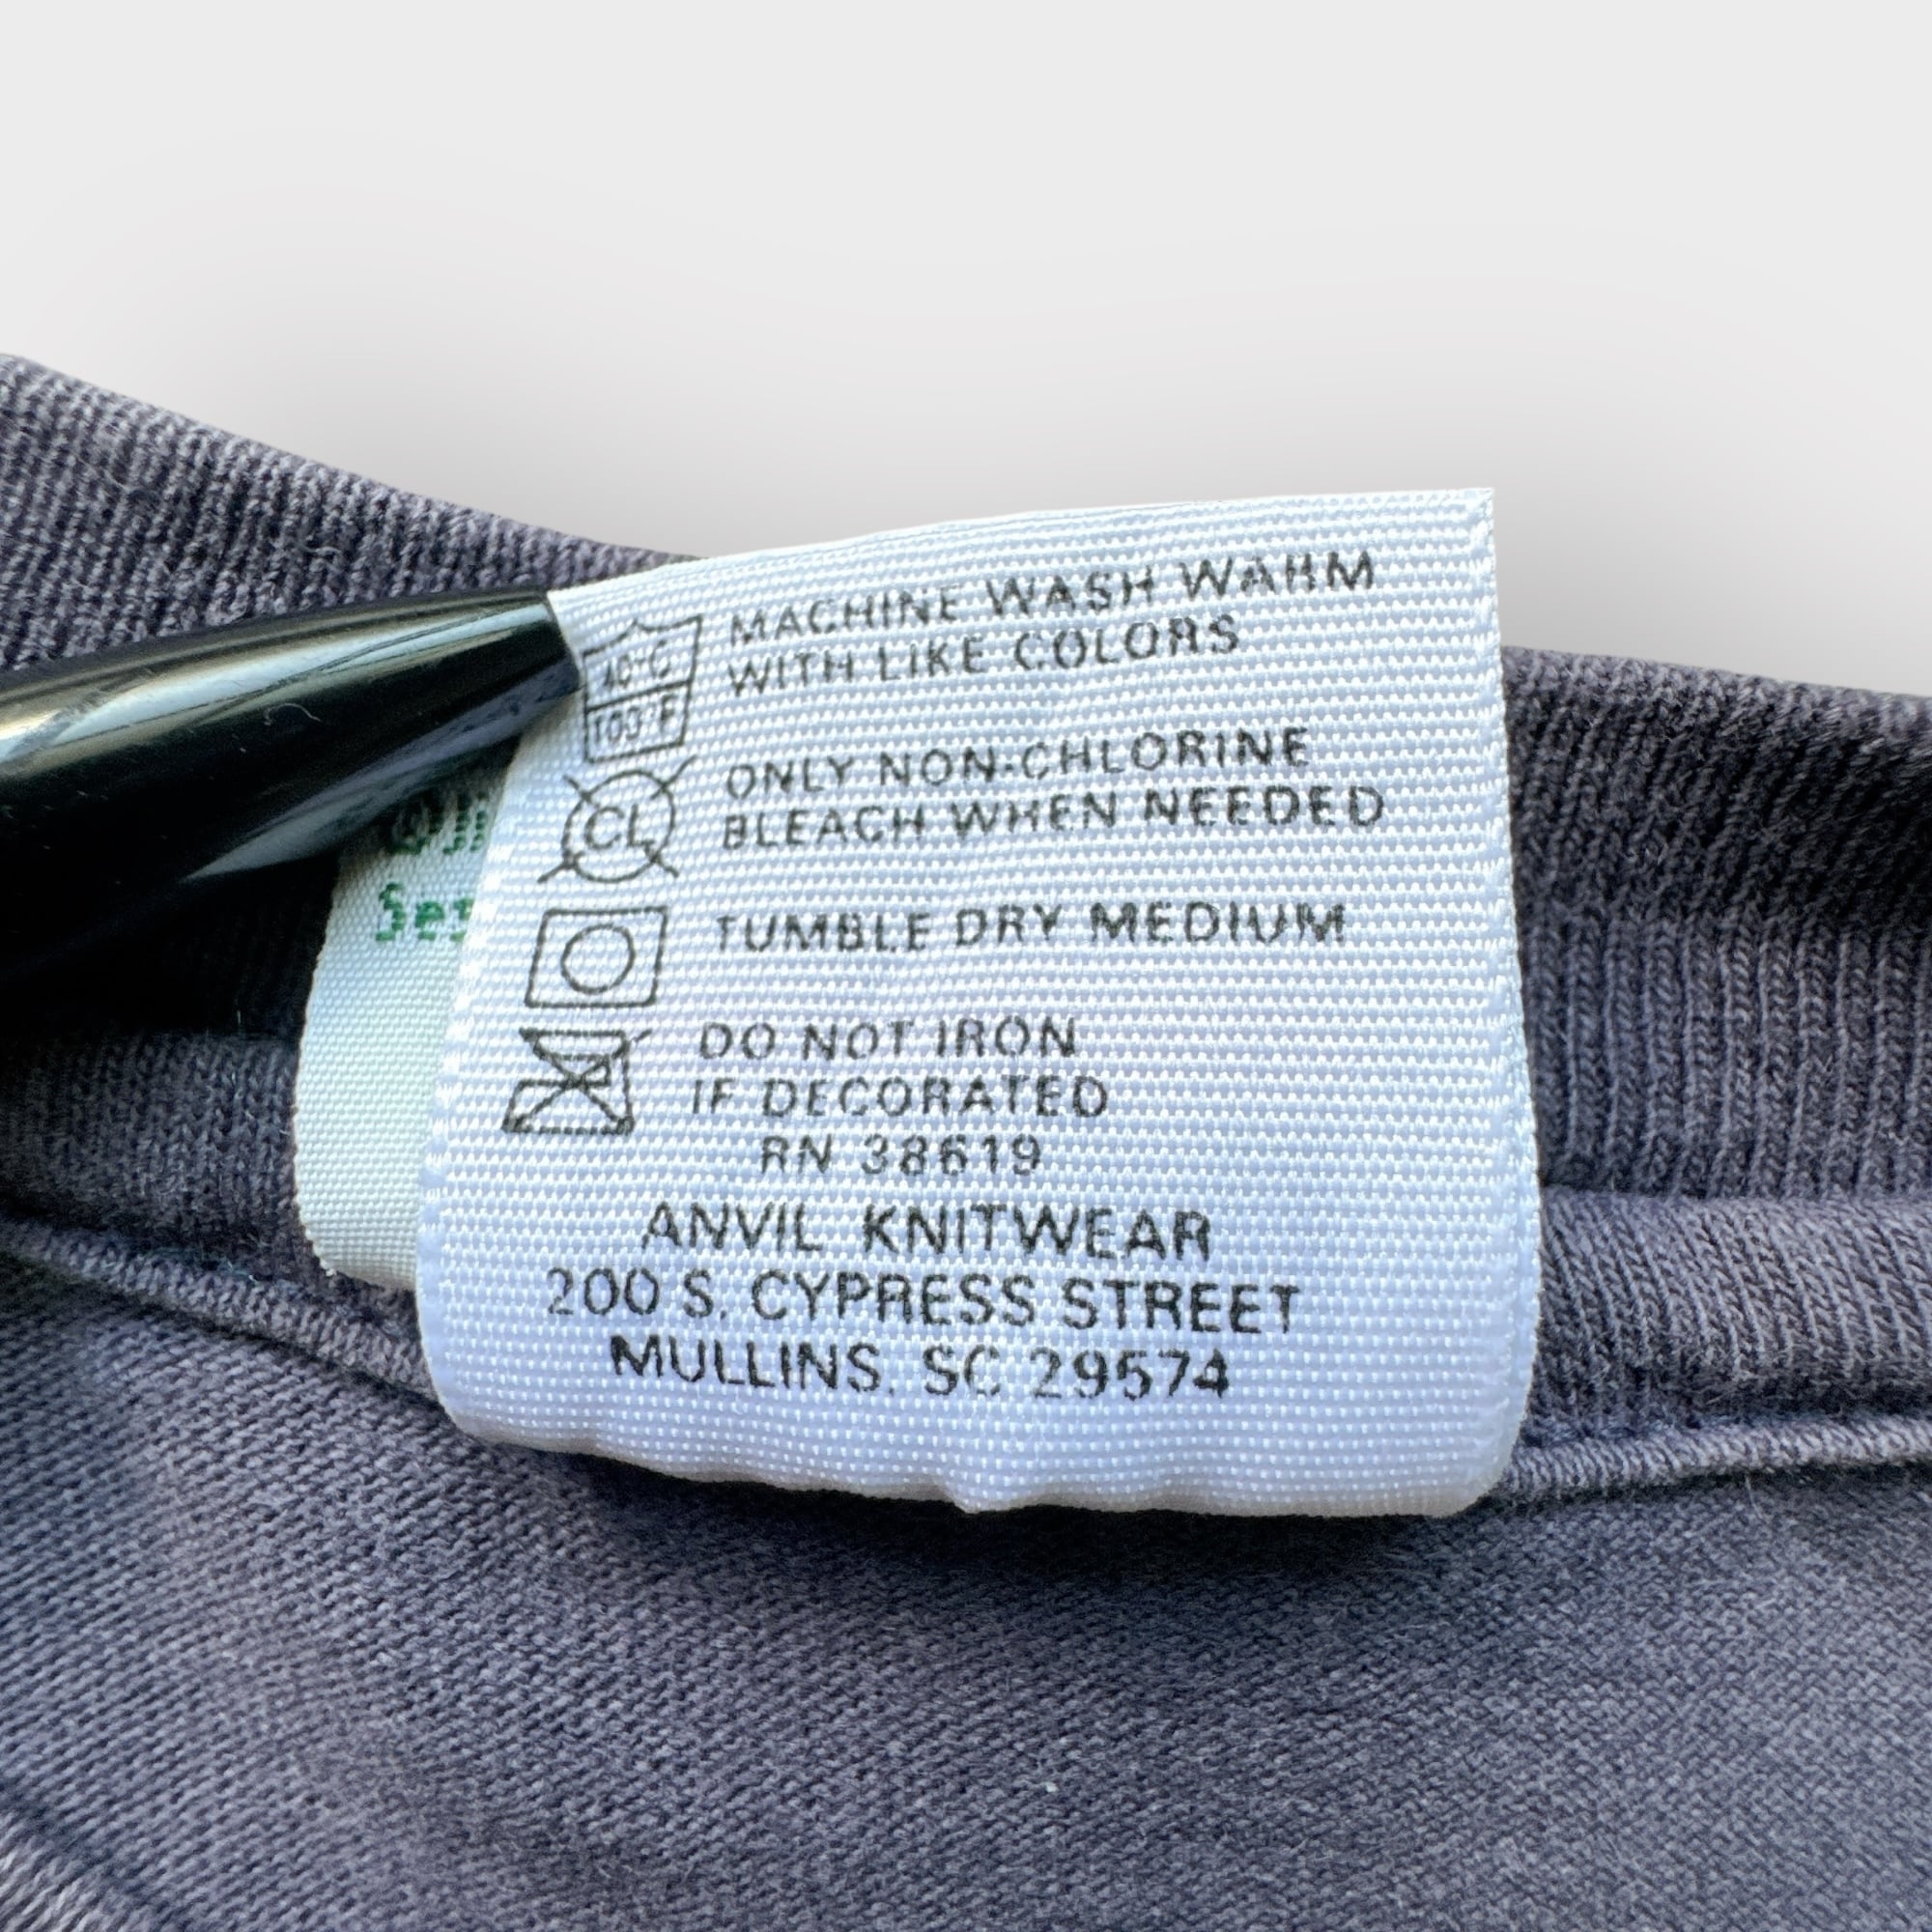 40°C
100°F
MACHINE WASH WARM
WITH LIKE COLORS
CL
ONLY NON-CHLORINE
BLEACH WHEN NEEDED
TUMBLE DRY MEDIUM
DO NOT IRON
IF DECORATED
RN 38619
ANVIL KNITWEAR
200 S. CYPRESS STREET
MULLINS, SC 29574